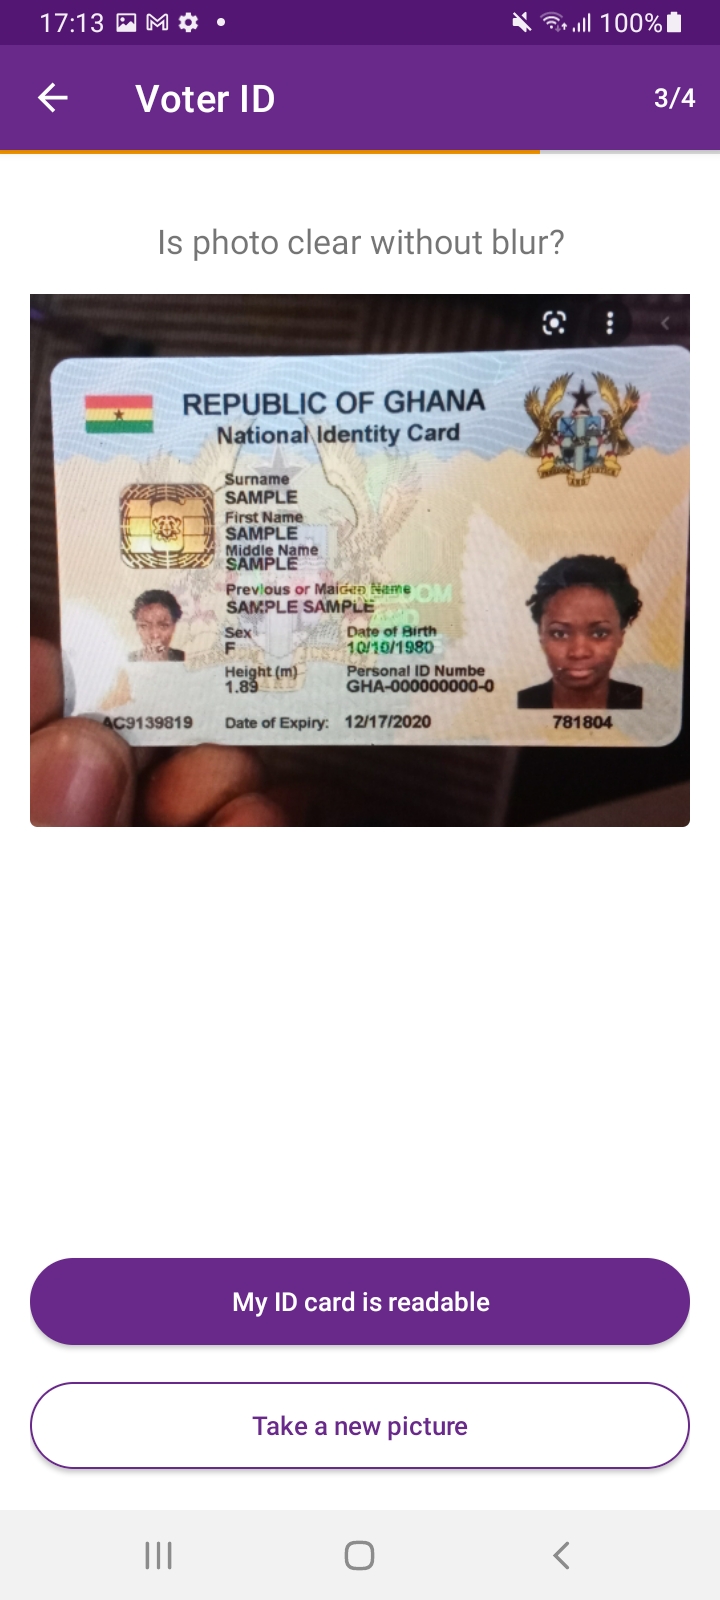 17:13
100%
Voter ID
3/4
Is photo clear without blur?
REPUBLIC OF GHANA
National Identity Card
Surname
SAMPLE
First Name
SAMPLE
Middle Name
SAMPLE
Previous or Maiden Name
SAMPLE SAMPLE
FREEDOM
AND
Sex
Date of Birth
F
10/10/1980
Height (m)
Personal ID Numbe
1.89
GHA-000000000-0
AC9139819
Date of Expiry: 12/17/2020
781804
My ID card is readable
Take a new picture